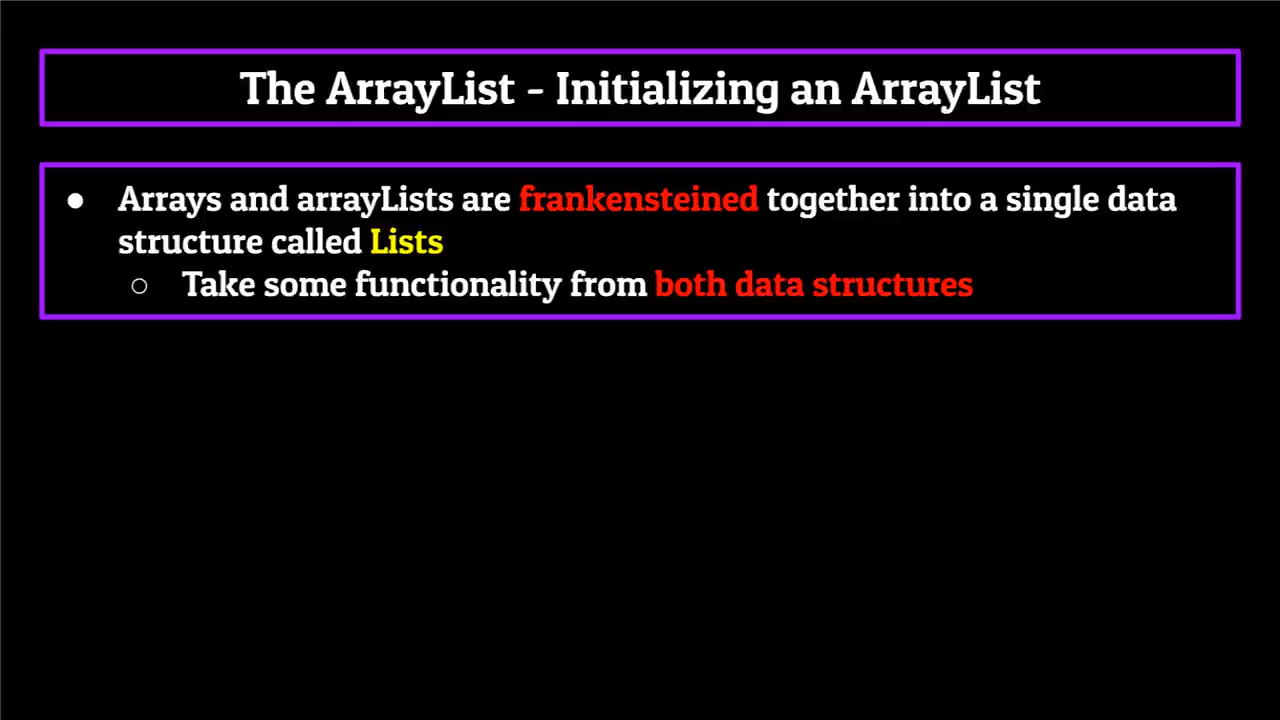 The ArrayList - Initializing an ArrayList
● Arrays and arrayLists are frankensteined together into a single data
structure called Lists
○ Take some functionality from both data structures